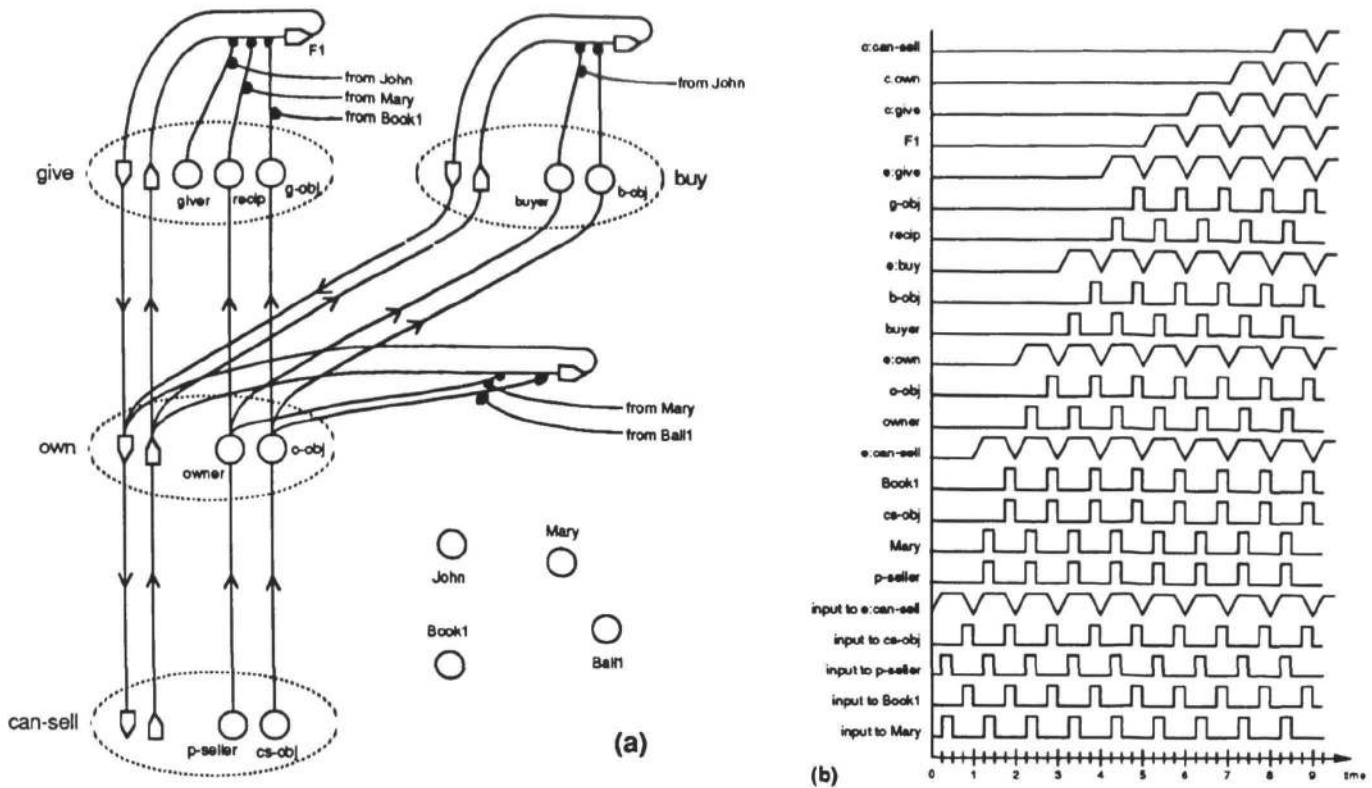 F1
from John
from Mary
from Book1
give
giver
recip
g-obj
from John
buyer
b-obj
buy
from Mary
from Ball1
own
owner
o-obj
John
Mary
Book1
Ball1
can-sell
p-seller
cs-obj
(a)
c:can-sell
c:own
c:give
F1
e:give
g-obj
recip
e:buy
b-obj
buyer
e:own
o-obj
owner
e:can-sell
Book1
cs-obj
Mary
p-seller
input to e:can-sell
input to cs-obj
input to p-seller
input to Book1
input to Mary
0 1 2 3 4 5 6 7 8 9 time
(b)